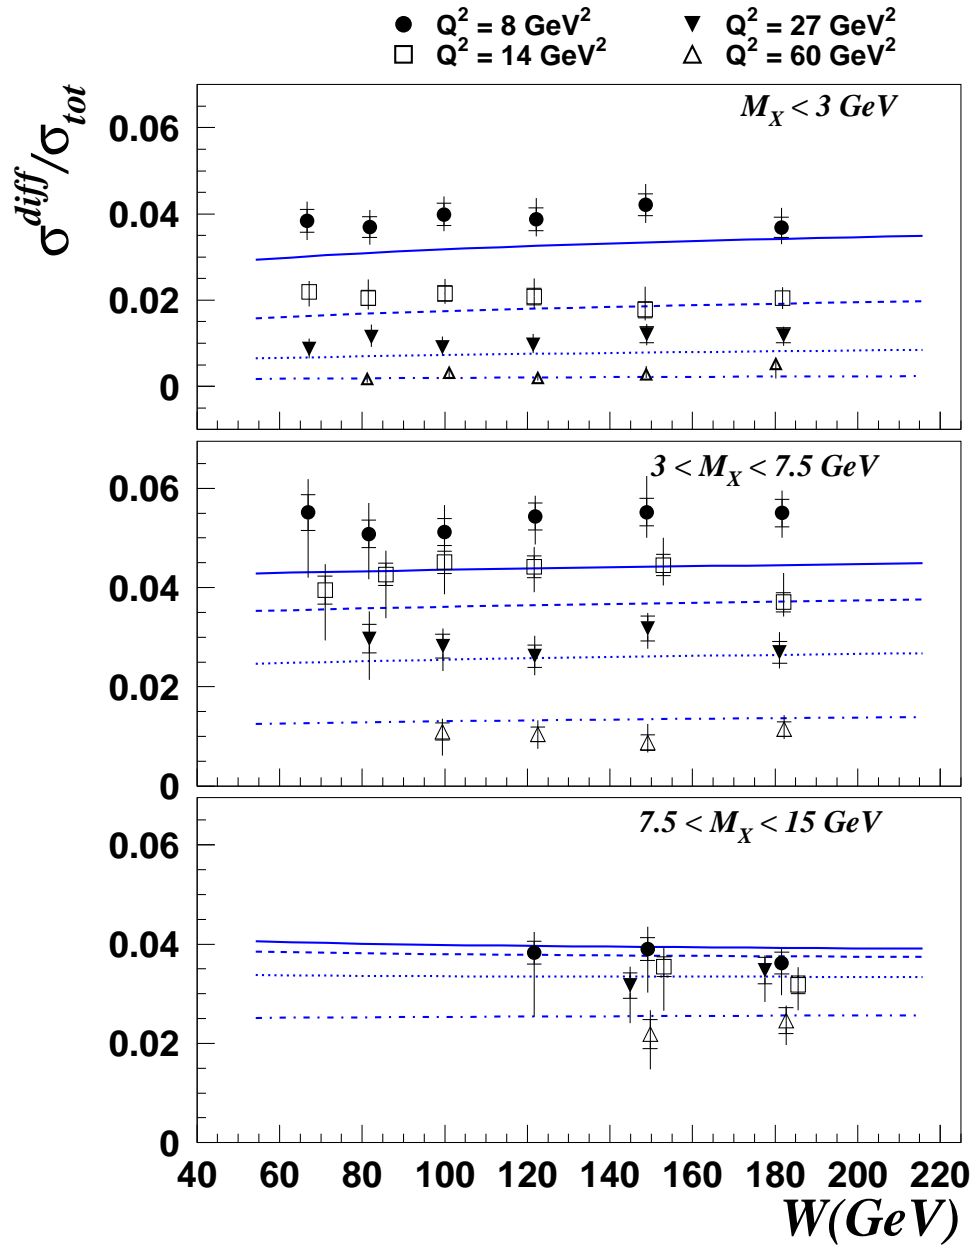 Q² = 8 GeV² Q² = 27 GeV²
Q² = 14 GeV² Q² = 60 GeV²
σ^diff/σ_tot
M_X < 3 GeV
0.06
0.04
0.02
0
3 < M_X < 7.5 GeV
0.06
0.04
0.02
0
7.5 < M_X < 15 GeV
0.06
0.04
0.02
0
40 60 80 100 120 140 160 180 200 220
W(GeV)